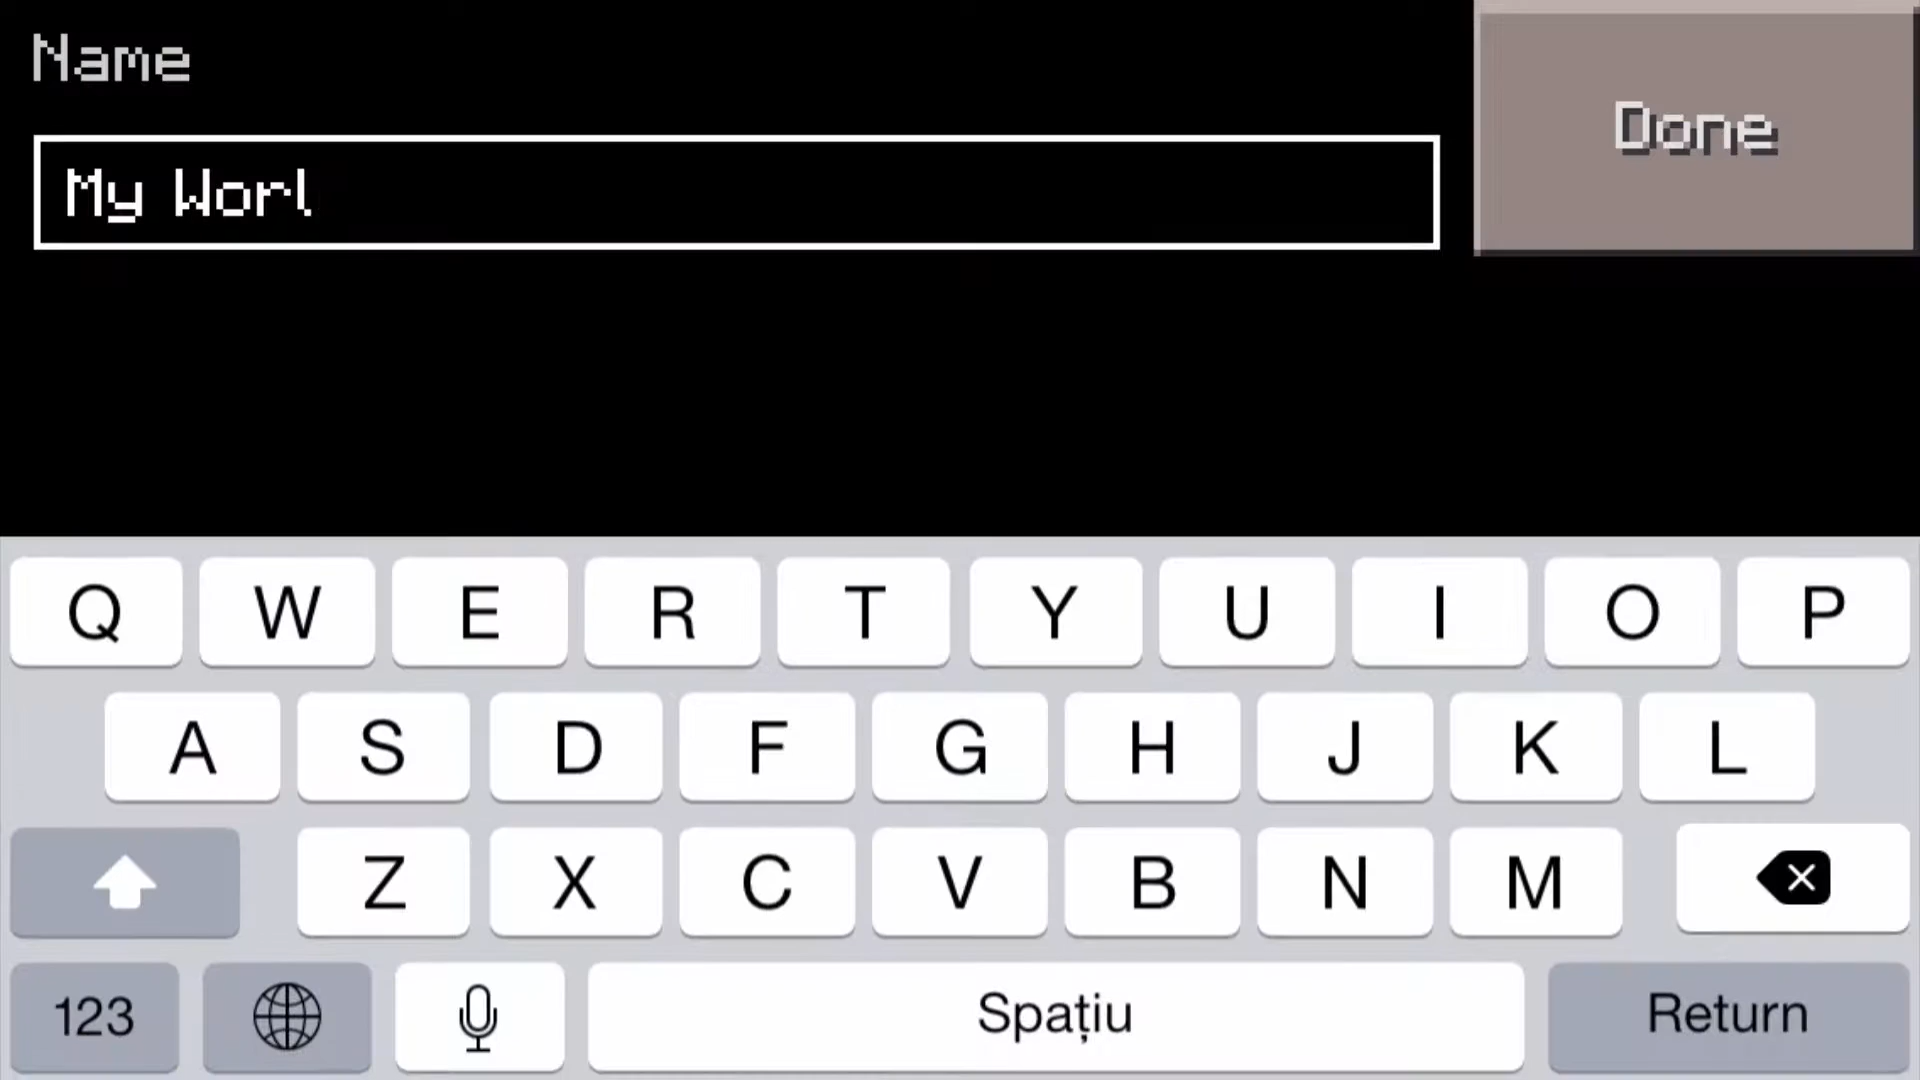 Name
Done
My Worl
Q W E R T Y U I O P
A S D F G H J K L
Z X C V B N M
123 Spațiu Return